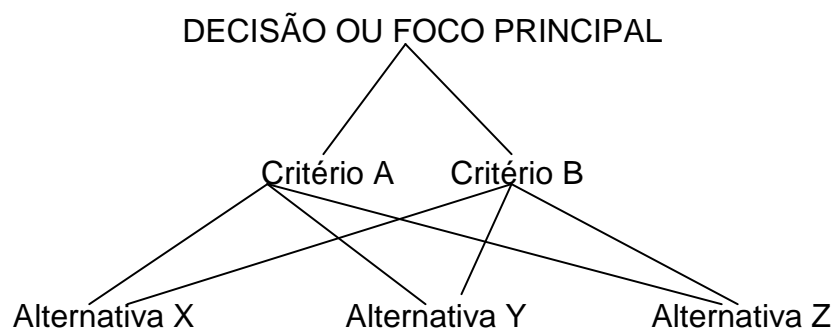 DECISÃO OU FOCO PRINCIPAL
Critério A Critério B
Alternativa X Alternativa Y Alternativa Z